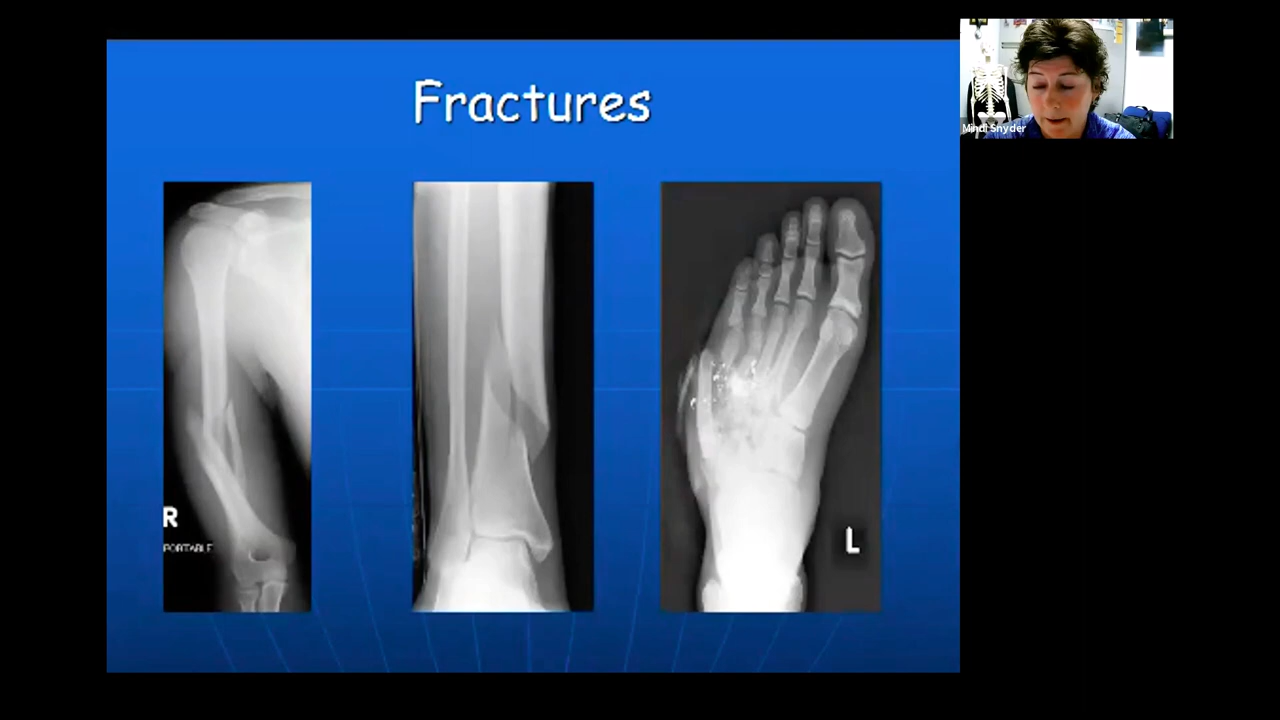 Fractures
Mindi Snyder
R
PORTABLE
L